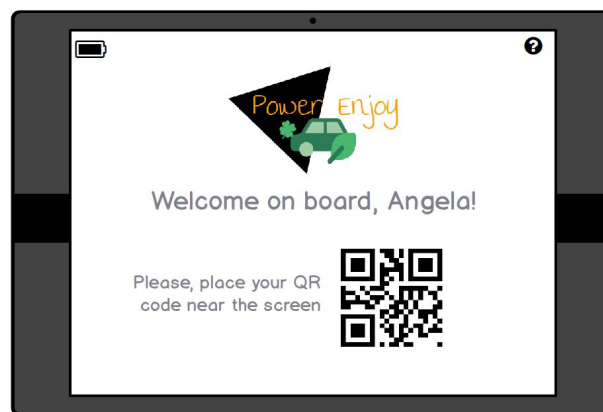 Power Enjoy
Welcome on board, Angela!
Please, place your QR
code near the screen